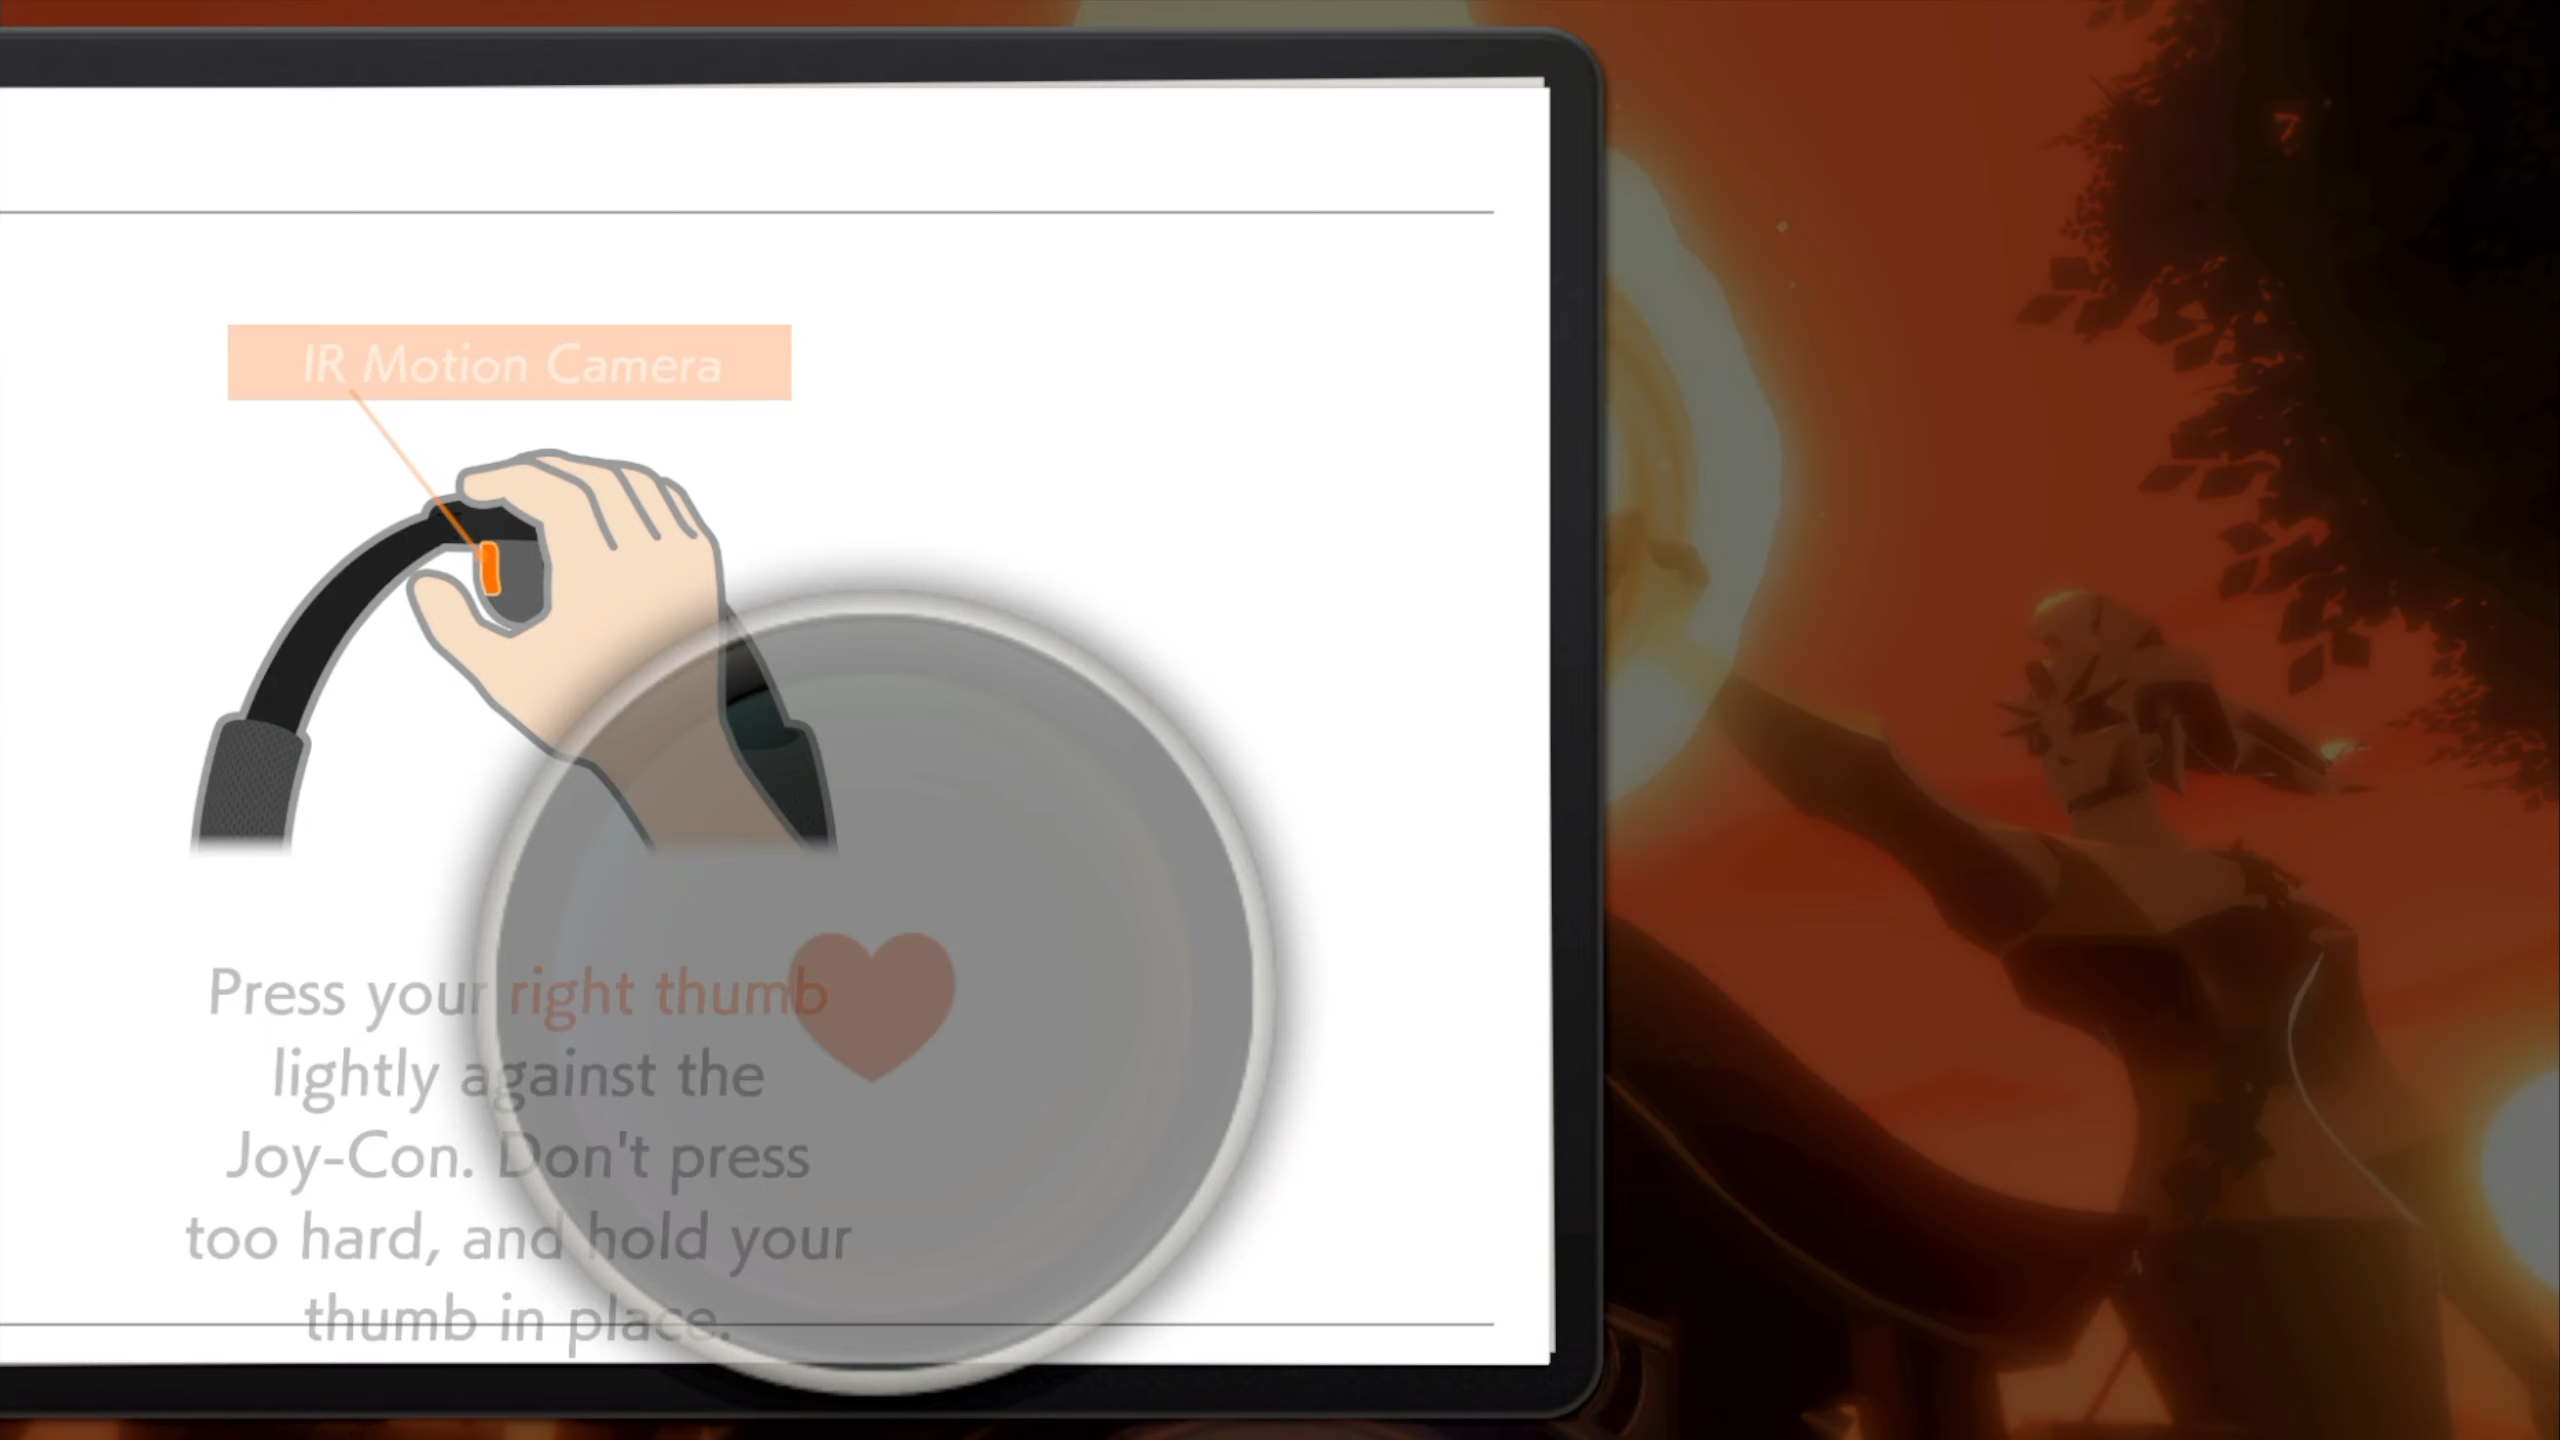 IR Motion Camera
Press your right thumb
lightly against the
Joy-Con. Don't press
too hard, and hold your
thumb in place.